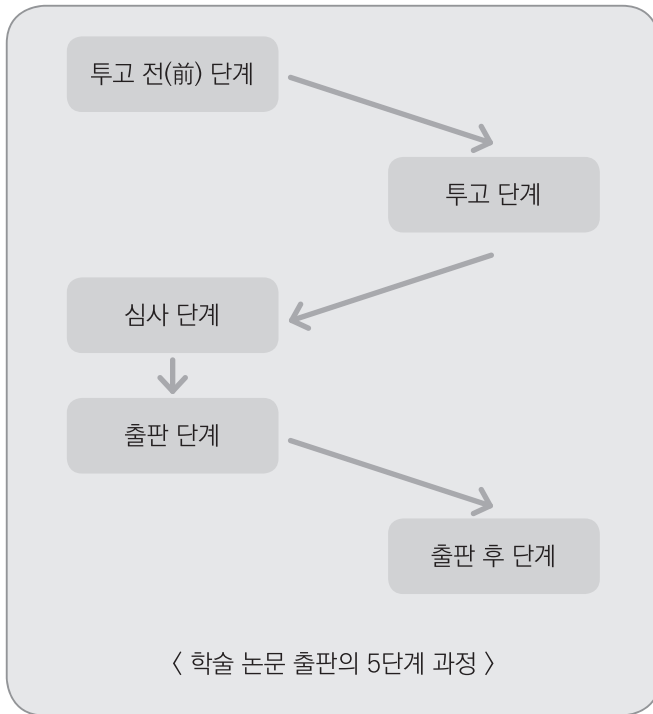 투고 전(前) 단계
투고 단계
심사 단계
출판 단계
출판 후 단계
〈 학술 논문 출판의 5단계 과정 〉